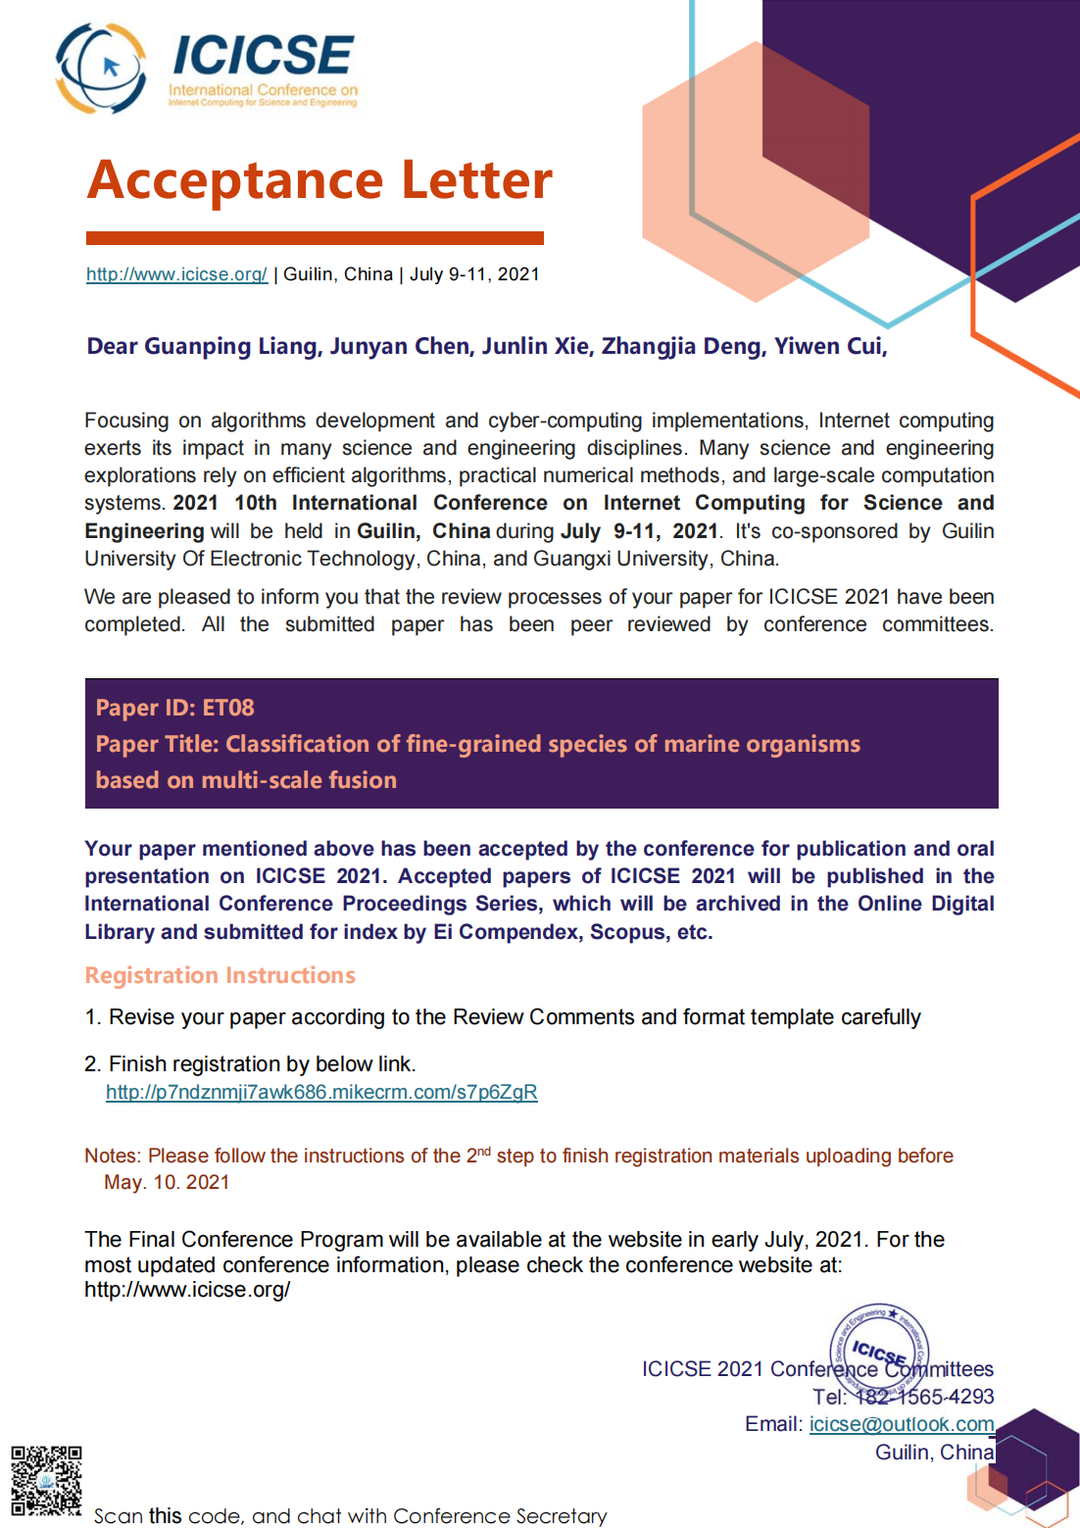 ICICSE
International Conference on
Internet Computing for Science and Engineering
Acceptance Letter
http://www.icicse.org/ | Guilin, China | July 9-11, 2021
Dear Guanping Liang, Junyan Chen, Junlin Xie, Zhangjia Deng, Yiwen Cui,
Focusing on algorithms development and cyber-computing implementations, Internet computing
exerts its impact in many science and engineering disciplines. Many science and engineering
explorations rely on efficient algorithms, practical numerical methods, and large-scale computation
systems. 2021 10th International Conference on Internet Computing for Science and
Engineering will be held in Guilin, China during July 9-11, 2021. It's co-sponsored by Guilin
University Of Electronic Technology, China, and Guangxi University, China.
We are pleased to inform you that the review processes of your paper for ICICSE 2021 have been
completed. All the submitted paper has been peer reviewed by conference committees.
Paper ID: ET08
Paper Title: Classification of fine-grained species of marine organisms
based on multi-scale fusion
Your paper mentioned above has been accepted by the conference for publication and oral
presentation on ICICSE 2021. Accepted papers of ICICSE 2021 will be published in the
International Conference Proceedings Series, which will be archived in the Online Digital
Library and submitted for index by Ei Compendex, Scopus, etc.
Registration Instructions
1. Revise your paper according to the Review Comments and format template carefully
2. Finish registration by below link.
http://p7ndznmji7awk686.mikecrm.com/s7p6ZgR
Notes: Please follow the instructions of the 2nd step to finish registration materials uploading before
May. 10. 2021
The Final Conference Program will be available at the website in early July, 2021. For the
most updated conference information, please check the conference website at:
http://www.icicse.org/
ICICSE
ICICSE 2021 Conference Committees
Tel: 182-1565-4293
Email: icicse@outlook.com
Guilin, China
Scan this code, and chat with Conference Secretary